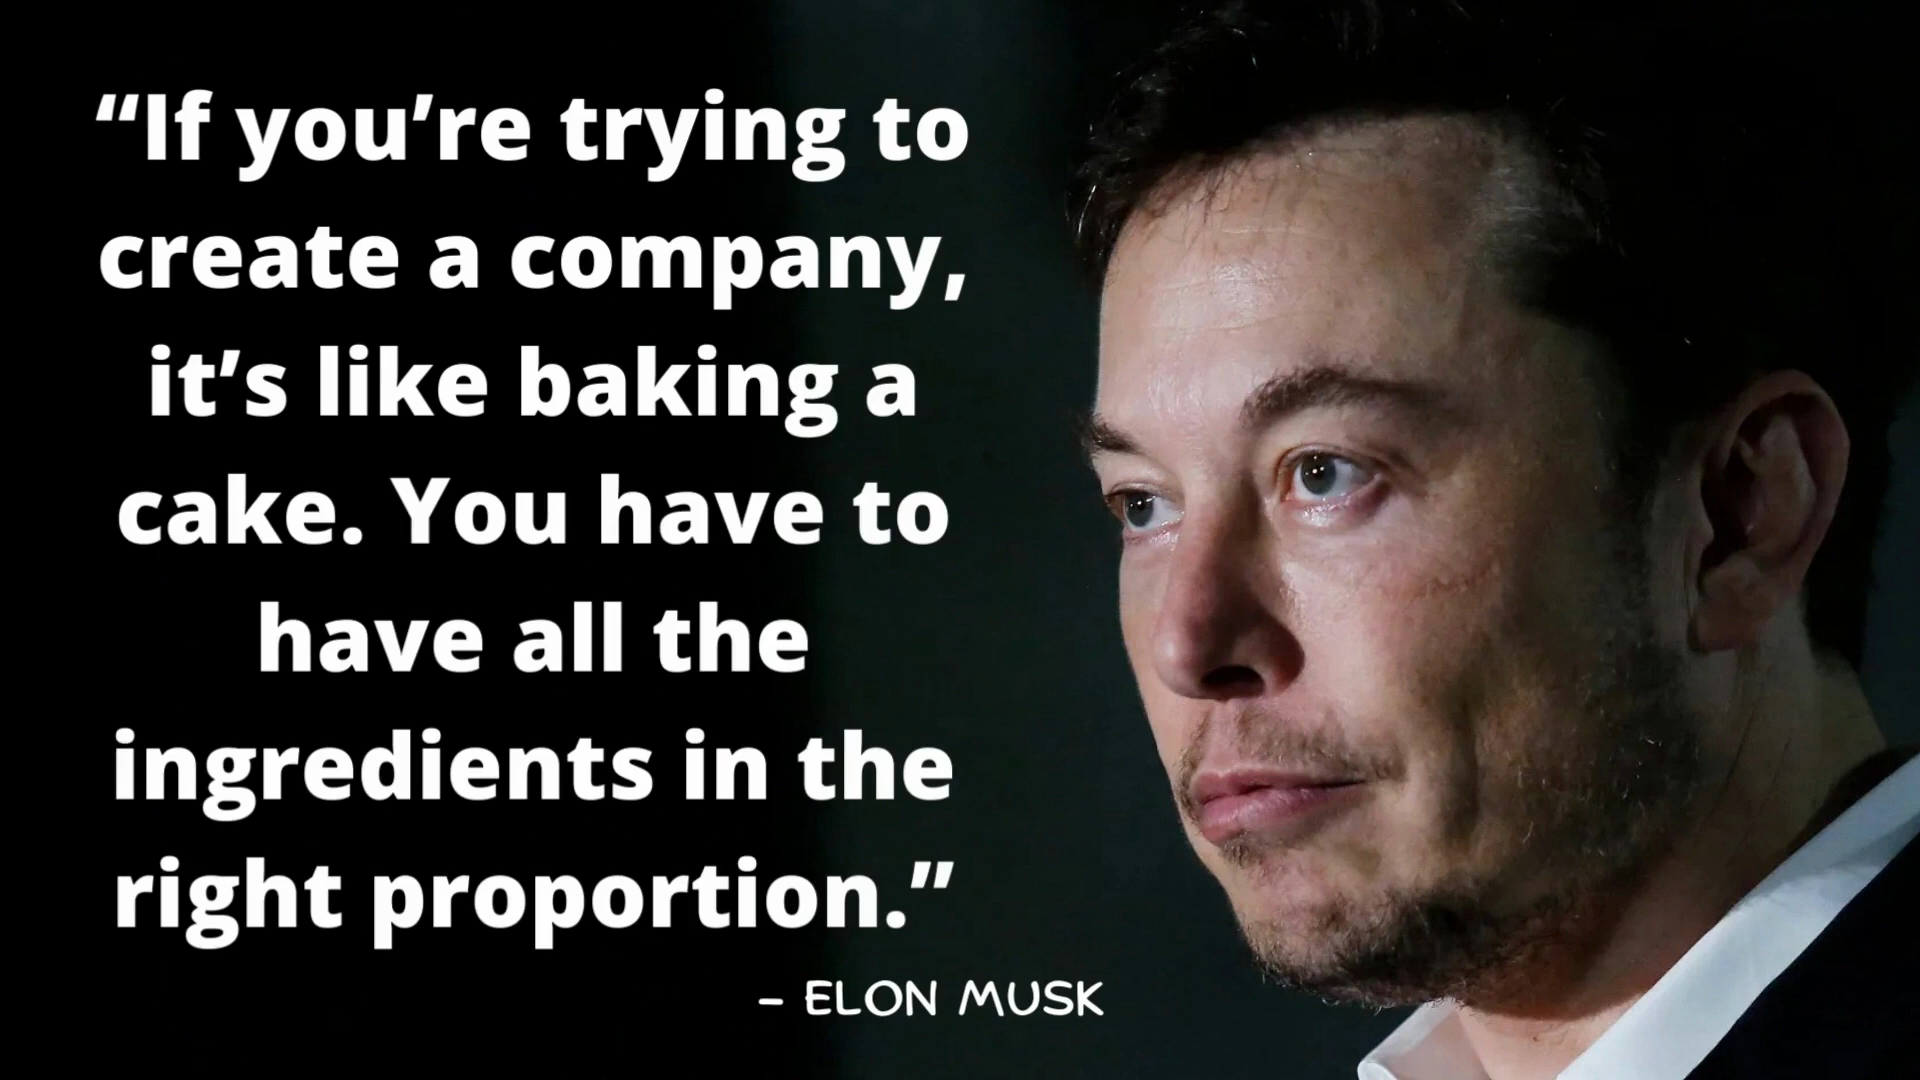 “If you’re trying to
create a company,
it’s like baking a
cake. You have to
have all the
ingredients in the
right proportion.”
– ELON MUSK